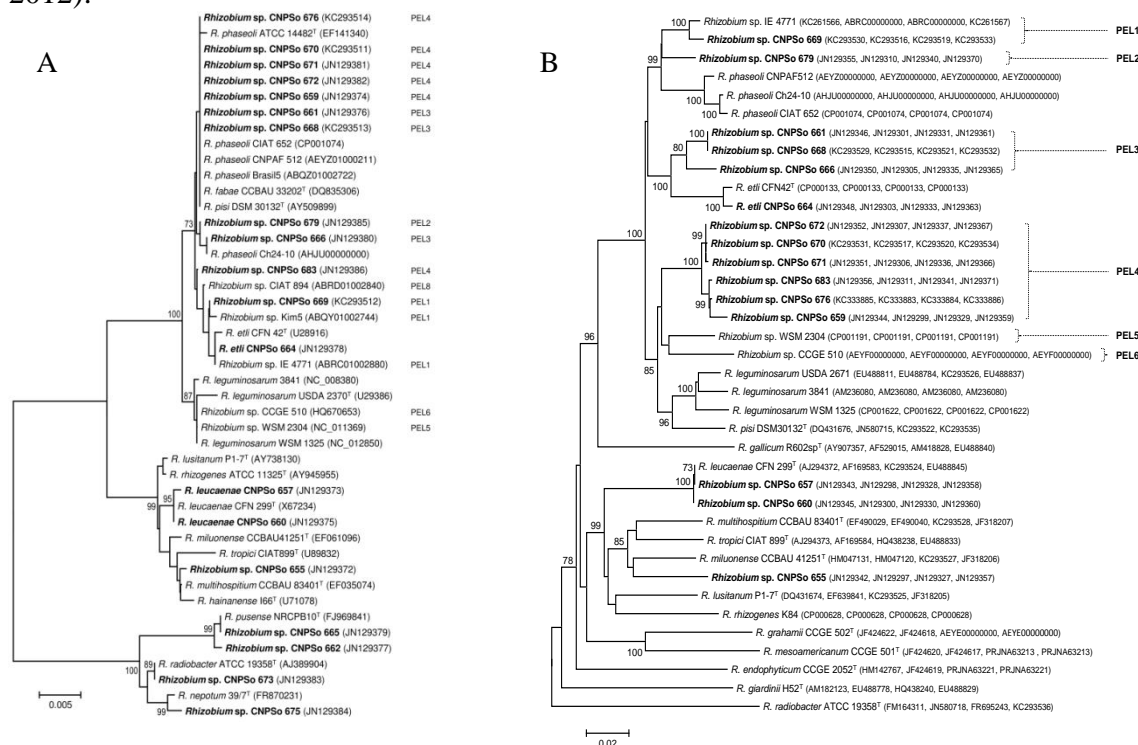 2012).
A
Rhizobium sp. CNPSo 676 (KC293514) PEL4
R. phaseoli ATCC 14482T (EF141340)
Rhizobium sp. CNPSo 670 (KC293511) PEL4
Rhizobium sp. CNPSo 671 (JN129381) PEL4
Rhizobium sp. CNPSo 672 (JN129382) PEL4
Rhizobium sp. CNPSo 659 (JN129374) PEL4
Rhizobium sp. CNPSo 661 (JN129376) PEL3
Rhizobium sp. CNPSo 668 (KC293513) PEL3
R. phaseoli CIAT 652 (CP001074)
R. phaseoli CNPAF 512 (AEYZ01000211)
R. phaseoli Brasil5 (ABQZ01002722)
R. fabae CCBAU 33202T (DQ835306)
R. pisi DSM 30132T (AY509899)
73
Rhizobium sp. CNPSo 679 (JN129385) PEL2
Rhizobium sp. CNPSo 666 (JN129380) PEL3
R. phaseoli Ch24-10 (AHJU00000000)
Rhizobium sp. CNPSo 683 (JN129386) PEL4
Rhizobium sp. CIAT 894 (ABRD01002840) PEL8
Rhizobium sp. CNPSo 669 (KC293512) PEL1
100
Rhizobium sp. Kim5 (ABQY01002744) PEL1
R. etli CFN 42T (U28916)
R. etli CNPSo 664 (JN129378)
Rhizobium sp. IE 4771 (ABRC01002880) PEL1
R. leguminosarum 3841 (NC_008380)
87
R. leguminosarum USDA 2370T (U29386)
Rhizobium sp. CCGE 510 (HQ670653) PEL6
Rhizobium sp. WSM 2304 (NC_011369) PEL5
R. leguminosarum WSM 1325 (NC_012850)
R. lusitanum P1-7T (AY738130)
R. rhizogenes ATCC 11325T (AY945955)
R. leucaenae CNPSo 657 (JN129373)
95
R. leucaenae CFN 299T (X67234)
99
R. leucaenae CNPSo 660 (JN129375)
R. miluonense CCBAU41251T (EF061096)
R. tropici CIAT899T (U89832)
Rhizobium sp. CNPSo 655 (JN129372)
R. multihospitium CCBAU 83401T (EF035074)
R. hainanense I66T (U71078)
R. pusense NRCPB10T (FJ969841)
99
Rhizobium sp. CNPSo 665 (JN129379)
Rhizobium sp. CNPSo 662 (JN129377)
100
89
R. radiobacter ATCC 19358T (AJ389904)
Rhizobium sp. CNPSo 673 (JN129383)
R. nepotum 39/7T (FR870231)
99
Rhizobium sp. CNPSo 675 (JN129384)
0.005
B
Rhizobium sp. IE 4771 (KC261566, ABRC00000000, ABRC00000000, KC261567)
100
PEL1
Rhizobium sp. CNPSo 669 (KC293530, KC293516, KC293519, KC293533)
99
Rhizobium sp. CNPSo 679 (JN129355, JN129310, JN129340, JN129370) PEL2
R. phaseoli CNPAF512 (AEYZ00000000, AEYZ00000000, AEYZ00000000, AEYZ00000000)
R. phaseoli Ch24-10 (AHJU00000000, AHJU00000000, AHJU00000000, AHJU00000000)
100
R. phaseoli CIAT 652 (CP001074, CP001074, CP001074, CP001074)
Rhizobium sp. CNPSo 661 (JN129346, JN129301, JN129331, JN129361)
100
80
Rhizobium sp. CNPSo 668 (KC293529, KC293515, KC293521, KC293532) PEL3
Rhizobium sp. CNPSo 666 (JN129350, JN129305, JN129335, JN129365)
100
R. etli CFN42T (CP000133, CP000133, CP000133, CP000133)
100
R. etli CNPSo 664 (JN129348, JN129303, JN129333, JN129363)
Rhizobium sp. CNPSo 672 (JN129352, JN129307, JN129337, JN129367)
100
99
Rhizobium sp. CNPSo 670 (KC293531, KC293517, KC293520, KC293534)
100
Rhizobium sp. CNPSo 671 (JN129351, JN129306, JN129336, JN129366)
PEL4
Rhizobium sp. CNPSo 683 (JN129356, JN129311, JN129341, JN129371)
99
Rhizobium sp. CNPSo 676 (KC333885, KC333883, KC333884, KC333886)
Rhizobium sp. CNPSo 659 (JN129344, JN129299, JN129329, JN129359)
96
Rhizobium sp. WSM 2304 (CP001191, CP001191, CP001191, CP001191) PEL5
Rhizobium sp. CCGE 510 (AEYF00000000, AEYF00000000, AEYF00000000, AEYF00000000) PEL6
85
R. leguminosarum USDA 2671 (EU488811, EU488784, KC293526, EU488837)
100
R. leguminosarum 3841 (AM236080, AM236080, AM236080, AM236080)
R. leguminosarum WSM 1325 (CP001622, CP001622, CP001622, CP001622)
96
R. pisi DSM30132T (DQ431676, JN580715, KC293522, KC293535)
R. gallicum R602spT (AY907357, AF529015, AM418828, EU488840)
73
R. leucaenae CFN 299T (AJ294372, AF169583, KC293524, EU488845)
Rhizobium sp. CNPSo 657 (JN129343, JN129298, JN129328, JN129358)
Rhizobium sp. CNPSo 660 (JN129345, JN129300, JN129330, JN129360)
99
R. multihospitium CCBAU 83401T (EF490029, EF490040, KC293528, JF318207)
85
R. tropici CIAT 899T (AJ294373, AF169584, HQ438238, EU488833)
78
R. miluonense CCBAU 41251T (HM047131, HM047120, KC293527, JF318206)
Rhizobium sp. CNPSo 655 (JN129342, JN129297, JN129327, JN129357)
R. lusitanum P1-7T (DQ431674, EF639841, KC293525, JF318205)
R. rhizogenes K84 (CP000628, CP000628, CP000628, CP000628)
R. grahamii CCGE 502T (JF424622, JF424618, AEYE00000000, AEYE00000000)
100
R. mesoamericanum CCGE 501T (JF424620, JF424617, PRJNA63213, PRJNA63213)
R. endophyticum CCGE 2052T (HM142767, JF424619, PRJNA63221, PRJNA63221)
R. giardinii H52T (AM182123, EU488778, HQ438240, EU488829)
R. radiobacter ATCC 19358T (FM164311, JN580718, FR695243, KC293536)
0.02